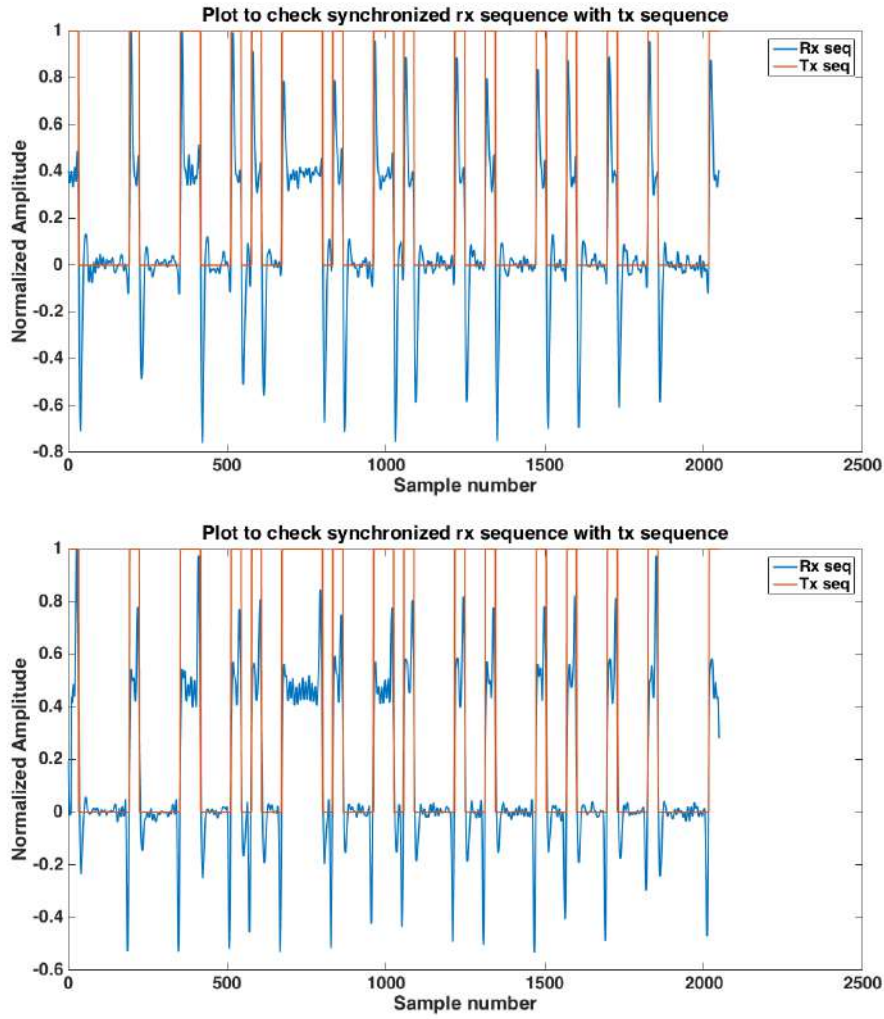 Plot to check synchronized rx sequence with tx sequence
1
0.8
0.6
0.4
0.2
0
-0.2
-0.4
-0.6
-0.8
Normalized Amplitude
Rx seq
Tx seq
0 500 1000 1500 2000 2500
Sample number
Plot to check synchronized rx sequence with tx sequence
1
0.8
0.6
0.4
0.2
0
-0.2
-0.4
-0.6
Normalized Amplitude
Rx seq
Tx seq
0 500 1000 1500 2000 2500
Sample number